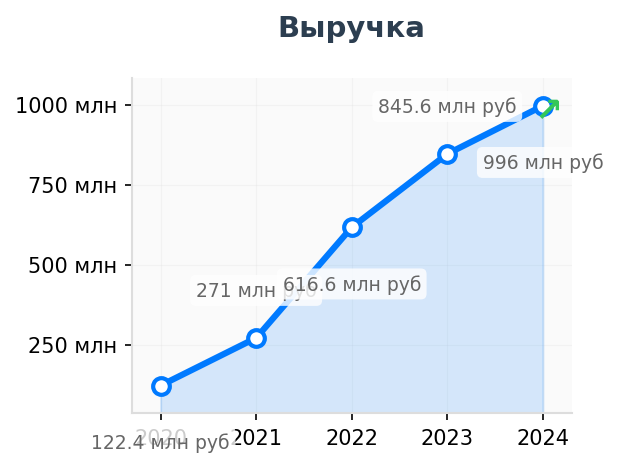 Выручка
1000 млн
750 млн
500 млн
250 млн
845.6 млн руб
996 млн руб
271 млн руб
616.6 млн руб
122.4 млн руб
2020
2021
2022
2023
2024